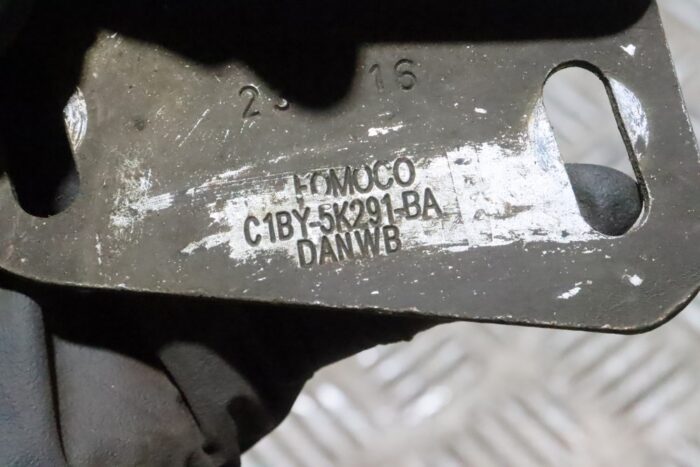 16
FOMOCO
C1BY-5K291-BA
DANWB